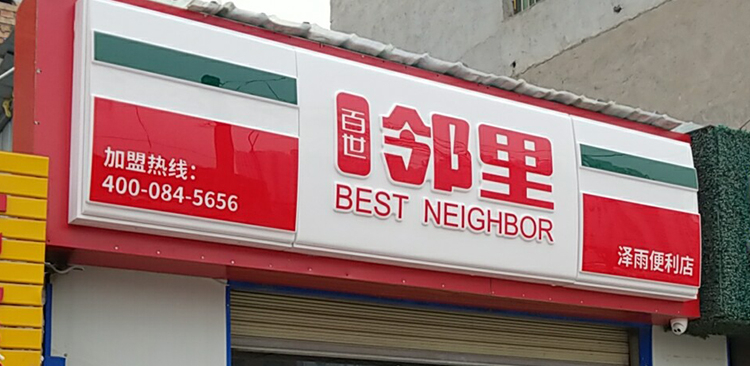 加盟热线：
400-084-5656
百世
邻里
BEST NEIGHBOR
泽雨便利店